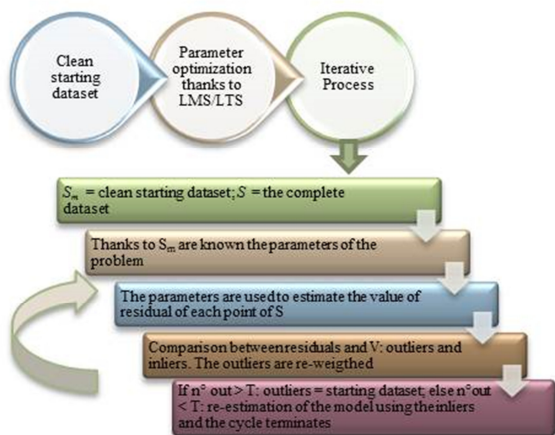 Clean
starting
dataset
Parameter
optimization
thanks to
LMS/LTS
Iterative
Process
Sm = clean starting dataset; S = the complete
dataset
Thanks to Sm are known the parameters of the
problem
The parameters are used to estimate the value of
residual of each point of S
Comparison between residuals and V: outliers and
inliers. The outliers are re-weigthed
If n° out > T: outliers = starting dataset; else n°out
< T: re-estimation of the model using theinliers
and the cycle terminates